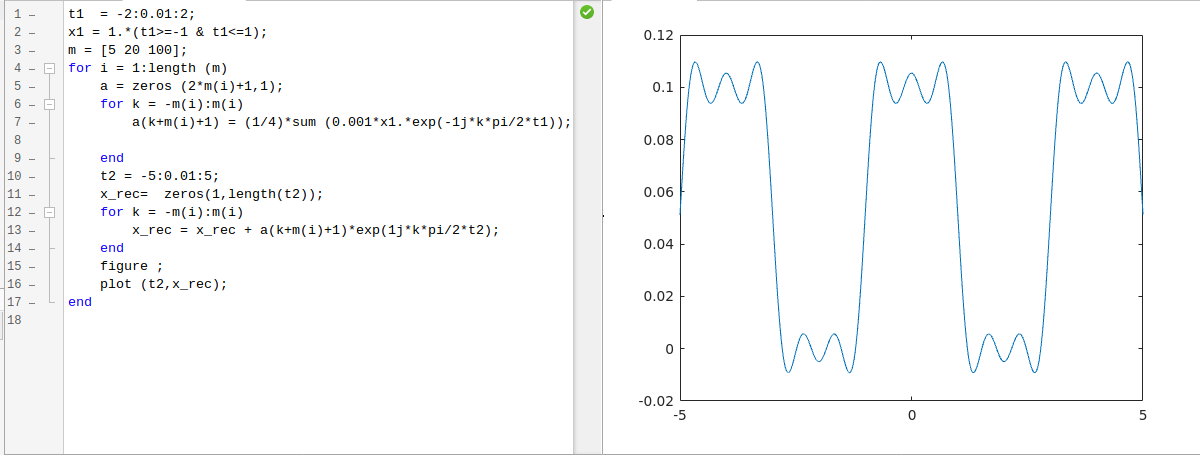 1 – t1  = -2:0.01:2;
2 – x1 = 1.*(t1>=-1 & t1<=1);
3 – m = [5 20 100];
4 – for i = 1:length (m)
5 –     a = zeros (2*m(i)+1,1);
6 –     for k = -m(i):m(i)
7 –         a(k+m(i)+1) = (1/4)*sum (0.001*x1.*exp(-1j*k*pi/2*t1));
8
9 –     end
10 –     t2 = -5:0.01:5;
11 –     x_rec=  zeros(1,length(t2));
12 –     for k = -m(i):m(i)
13 –         x_rec = x_rec + a(k+m(i)+1)*exp(1j*k*pi/2*t2);
14 –     end
15 –     figure ;
16 –     plot (t2,x_rec);
17 – end
18
0.12
0.1
0.08
0.06
0.04
0.02
0
-0.02
-5
0
5